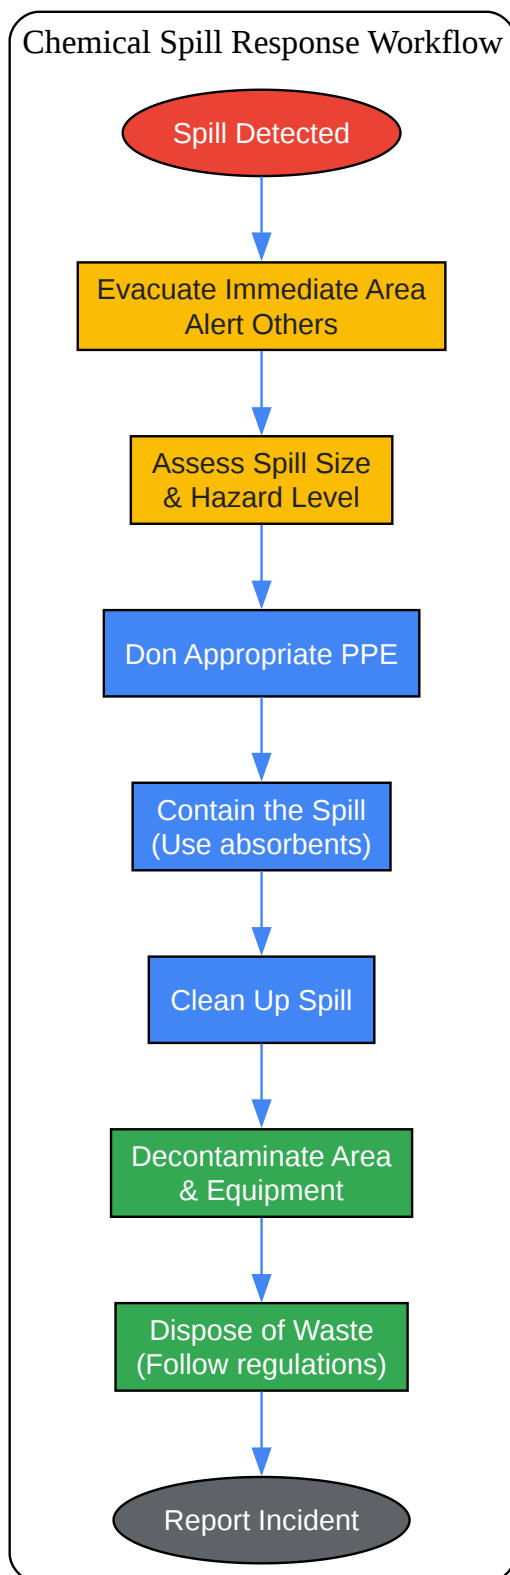 Chemical Spill Response Workflow
Spill Detected
Evacuate Immediate Area
Alert Others
Assess Spill Size
& Hazard Level
Don Appropriate PPE
Contain the Spill
(Use absorbents)
Clean Up Spill
Decontaminate Area
& Equipment
Dispose of Waste
(Follow regulations)
Report Incident